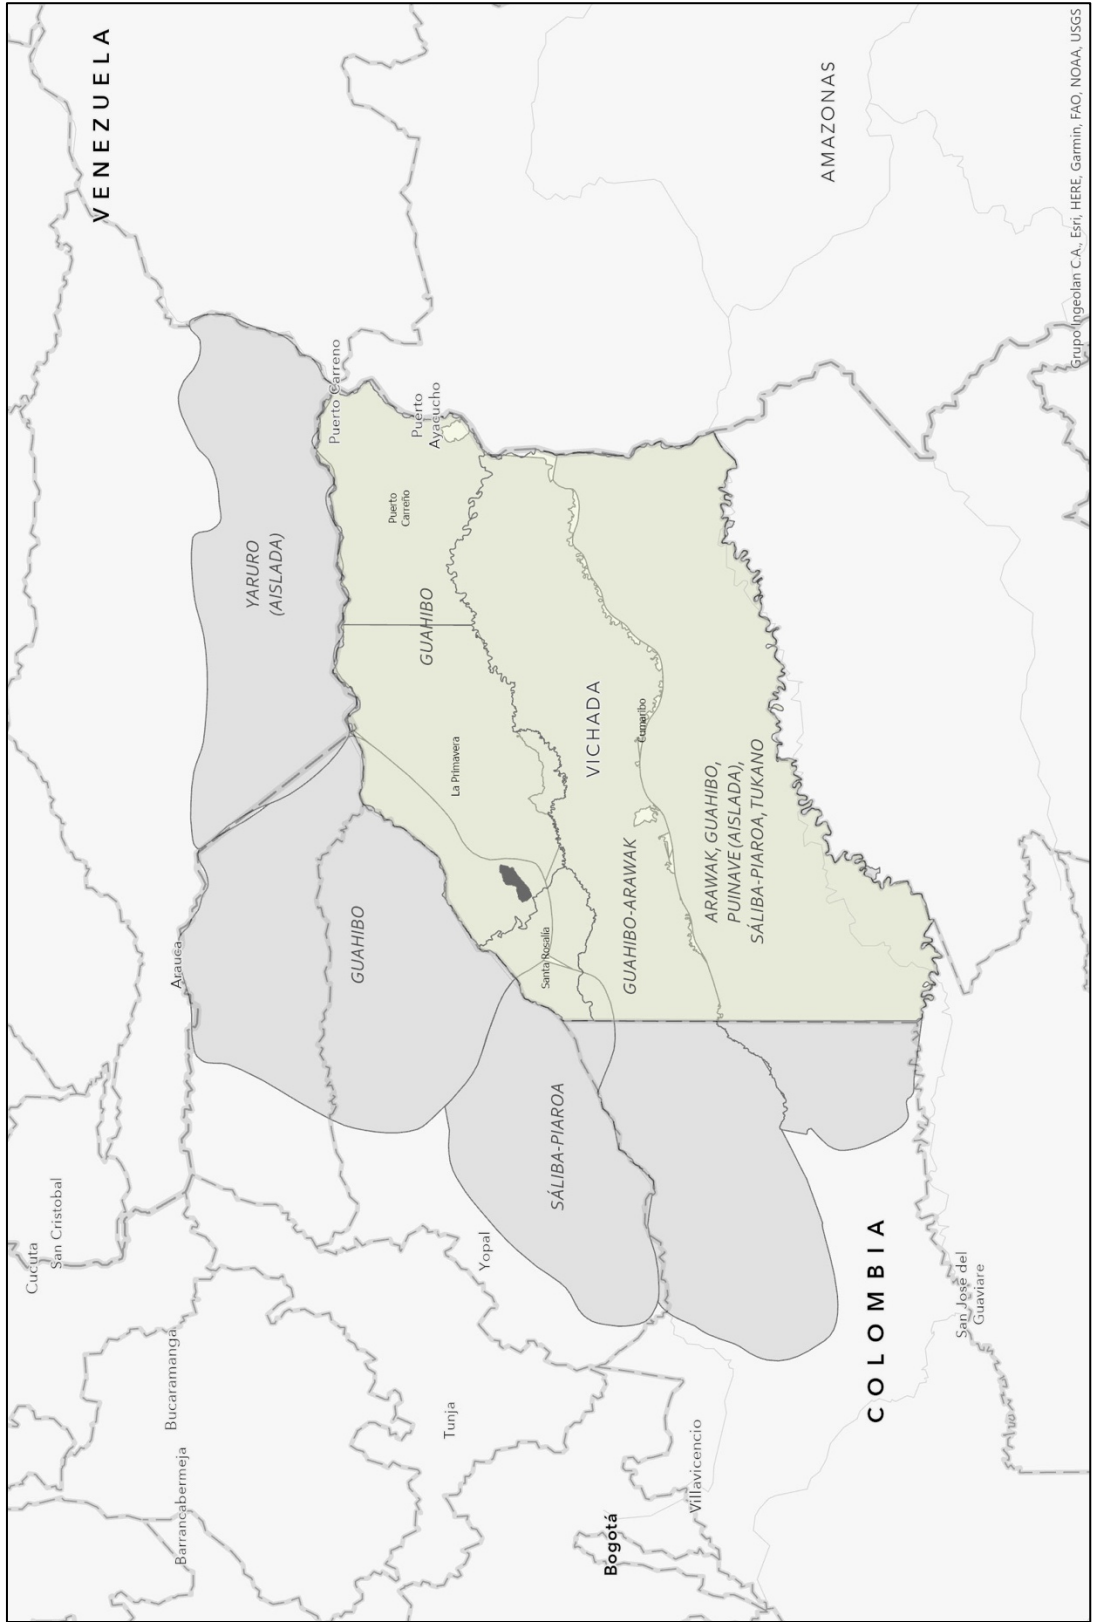 VENEZUELA
Cucuta
San Cristobal
Arauca
Bucaramanga
Barrancabermeja
YARURO
(AISLADA)
Puerto Carreno
Puerto
Ayacucho
Puerto
Carreño
GUAHIBO
GUAHIBO
La Primavera
Tunja
Yopal
Santa Rosalía
SÁLIBA-PIAROA
VICHADA
Cumaribo
GUAHIBO-ARAWAK
Bogotá
Villavicencio
ARAWAK, GUAHIBO,
PUINAVE (AISLADA),
SÁLIBA-PIAROA, TUKANO
AMAZONAS
COLOMBIA
San José del
Guaviare
Grupo Ingeolan C.A., Esri, HERE, Garmin, FAO, NOAA, USGS